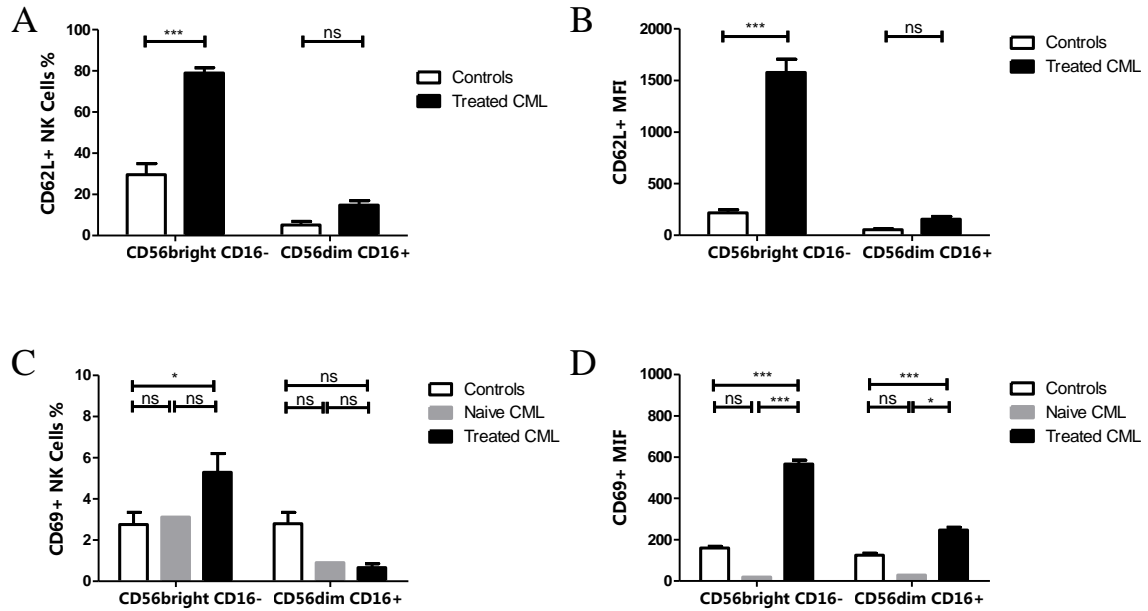 A
CD62L+ NK Cells %
100
80
60
40
20
0
***
ns
Controls
Treated CML
CD56bright CD16-
CD56dim CD16+
B
CD62L+ MFI
2000
1500
1000
500
0
***
ns
Controls
Treated CML
CD56bright CD16-
CD56dim CD16+
C
CD69+ NK Cells %
10
8
6
4
2
0
*
ns
ns
ns
ns
ns
Controls
Naive CML
Treated CML
CD56bright CD16-
CD56dim CD16+
D
CD69+ MIF
1000
800
600
400
200
0
***
ns
***
***
ns
*
Controls
Naive CML
Treated CML
CD56bright CD16-
CD56dim CD16+